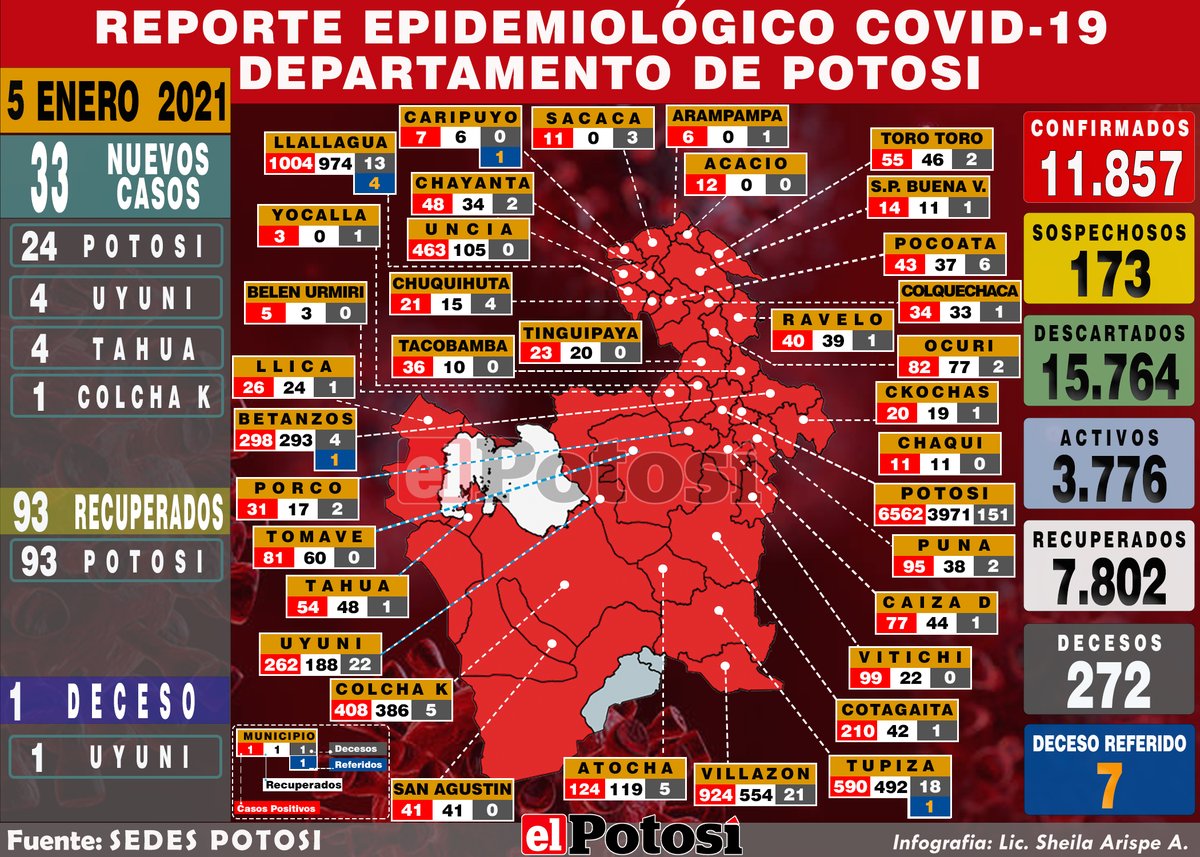 REPORTE EPIDEMIOLÓGICO COVID-19
DEPARTAMENTO DE POTOSI
5 ENERO 2021
33 NUEVOS CASOS
24 POTOSI
4 UYUNI
4 TAHUA
1 COLCHA K
93 RECUPERADOS
93 POTOSI
1 DECESO
1 UYUNI
CARIPUYO
7 6 0
1
SACACA
11 0 3
ARAMPAMPA
6 0 1
LLALLAGUA
1004 974 13
4
ACACIO
12 0 0
TORO TORO
55 46 2
CHAYANTA
48 34 2
S.P. BUENA V.
14 11 1
YOCALLA
3 0 1
UNCIA
463 105 0
POCOATA
43 37 6
CHUQUIHUTA
21 15 4
COLQUECHACA
34 33 1
BELEN URMIRI
5 3 0
RAVELO
40 39 1
TINGUIPAYA
23 20 0
TACOBAMBA
36 10 0
OCURI
82 77 2
LLICA
26 24 1
CKOCHAS
20 19 1
BETANZOS
298 293 4
1
CHAQUI
11 11 0
PORCO
31 17 2
POTOSI
6562 3971 151
TOMAVE
81 60 0
PUNA
95 38 2
TAHUA
54 48 1
CAIZA D
77 44 1
UYUNI
262 188 22
VITICHI
99 22 0
COLCHA K
408 386 5
COTAGAITA
210 42 1
SAN AGUSTIN
41 41 0
ATOCHA
124 119 5
VILLAZON
924 554 21
TUPIZA
590 492 18
1
el Potosí
MUNICIPIO
1 1 1
1
Decesos
Referidos
Recuperados
Casos Positivos
CONFIRMADOS
11.857
SOSPECHOSOS
173
DESCARTADOS
15.764
ACTIVOS
3.776
RECUPERADOS
7.802
DECESOS
272
DECESO REFERIDO
7
Fuente: SEDES POTOSI
el Potosí
Infografia: Lic. Sheila Arispe A.